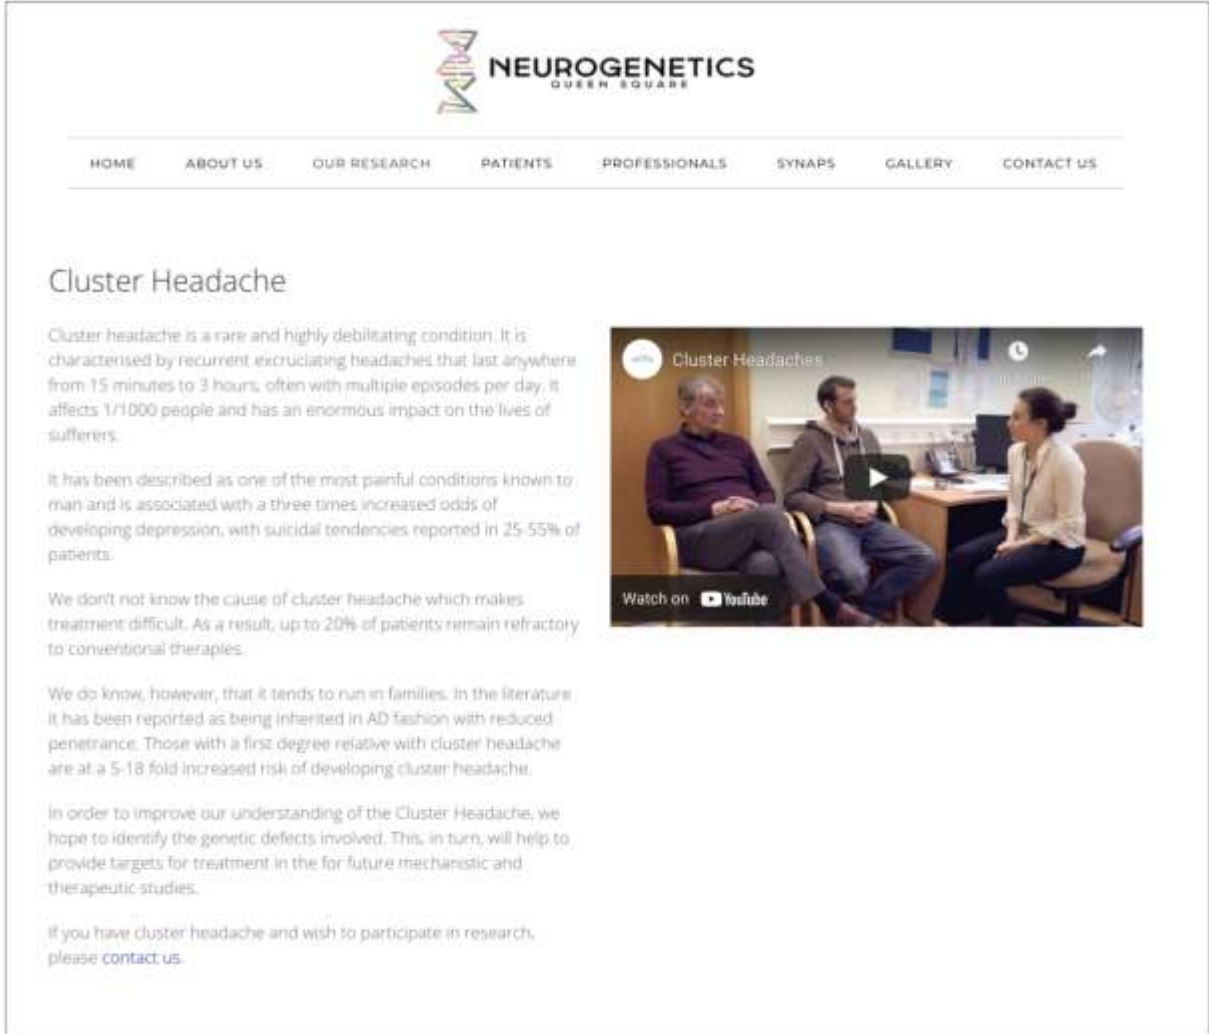 NEUROGENETICS
QUEEN SQUARE
HOME ABOUT US OUR RESEARCH PATIENTS PROFESSIONALS SYNAPS GALLERY CONTACT US
Cluster Headache
Cluster headache is a rare and highly debilitating condition. It is
characterised by recurrent excruciating headaches that last anywhere
from 15 minutes to 3 hours, often with multiple episodes per day. It
affects 1/1000 people and has an enormous impact on the lives of
sufferers.
It has been described as one of the most painful conditions known to
man and is associated with a three times increased odds of
developing depression, with suicidal tendencies reported in 25-55% of
patients.
We don't not know the cause of cluster headache which makes
treatment difficult. As a result, up to 20% of patients remain refractory
to conventional therapies.
We do know, however, that it tends to run in families. In the literature
it has been reported as being inherited in AD fashion with reduced
penetrance. Those with a first degree relative with cluster headache
are at a 5-18 fold increased risk of developing cluster headache.
In order to improve our understanding of the Cluster Headache, we
hope to identify the genetic defects involved. This, in turn, will help to
provide targets for treatment in the for future mechanistic and
therapeutic studies.
If you have cluster headache and wish to participate in research,
please contact us.
Cluster Headaches
Watch on YouTube